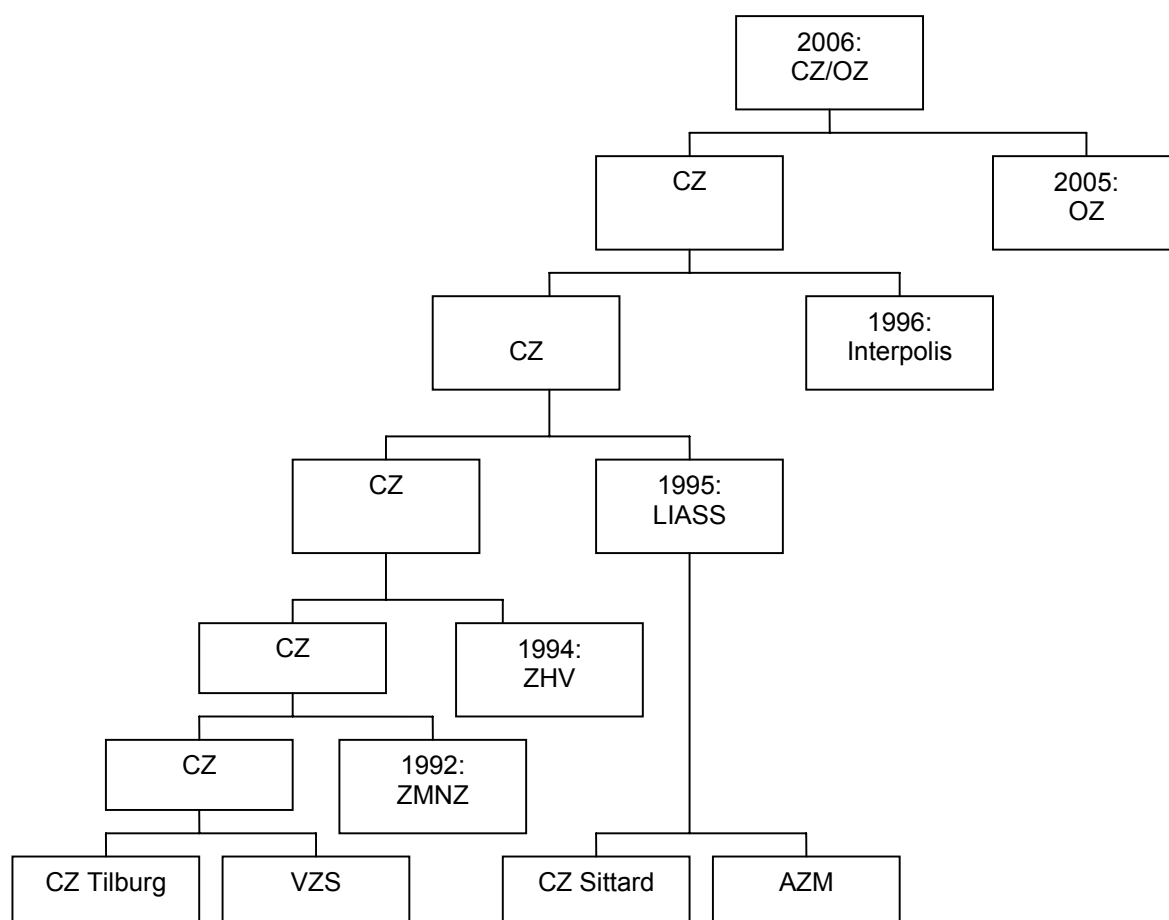 2006:
CZ/OZ
CZ
2005:
OZ
CZ
1996:
Interpolis
CZ
1995:
LIASS
CZ
1994:
ZHV
CZ
1992:
ZMNZ
CZ Tilburg
VZS
CZ Sittard
AZM